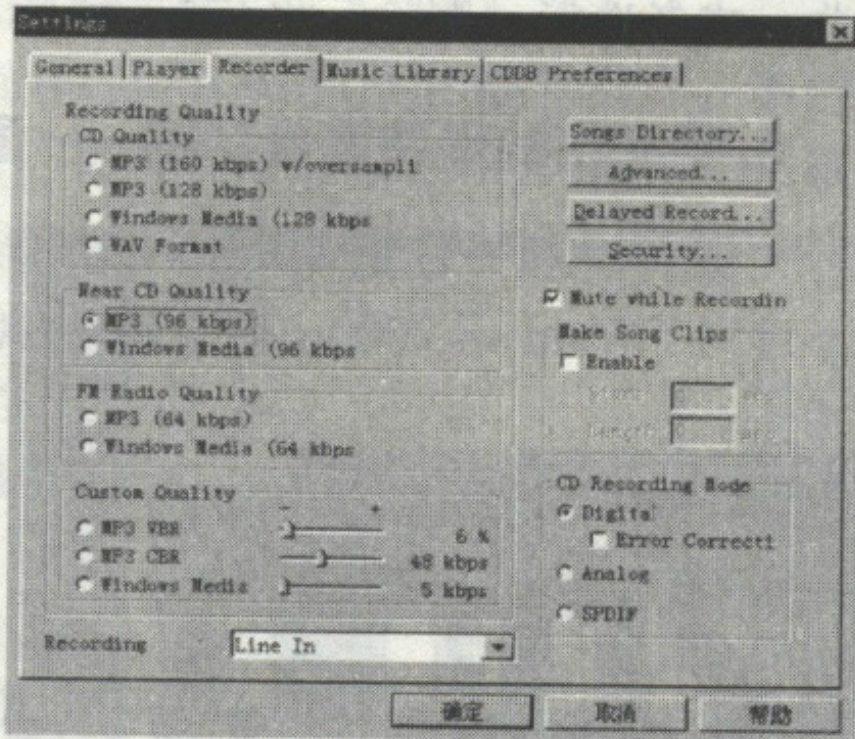 Settings
General Player Recorder Music Library CDDB Preferences
Recording Quality
CD Quality
MP3 (160 kbps) w/oversampli
MP3 (128 kbps)
Windows Media (128 kbps
WAV Format
Near CD Quality
MP3 (96 kbps)
Windows Media (96 kbps
FM Radio Quality
MP3 (64 kbps)
Windows Media (64 kbps
Custom Quality
- +
MP3 VBR 6 %
MP3 CBR 48 kbps
Windows Media 5 kbps
Recording Line In
Songs Directory...
Advanced...
Delayed Record...
Security...
Mute while Recordin
Make Song Clips
Enable
Length
CD Recording Mode
Digital
Error Correcti
Analog
SPDIF
确定 取消 帮助